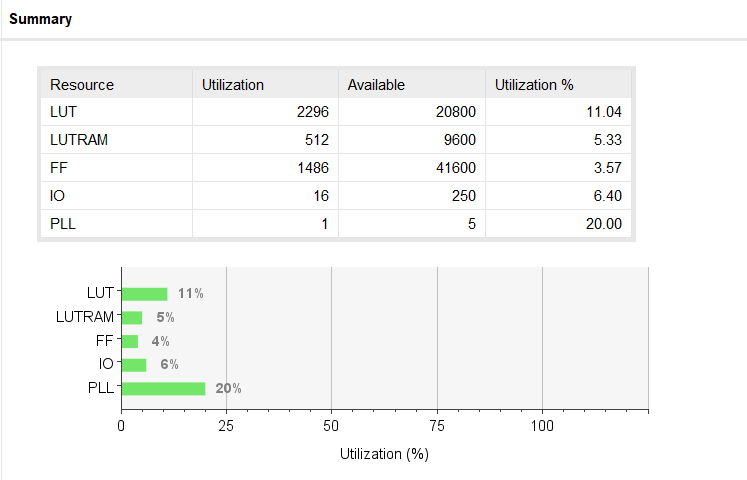 Summary
Resource Utilization Available Utilization %
LUT 2296 20800 11.04
LUTRAM 512 9600 5.33
FF 1486 41600 3.57
IO 16 250 6.40
PLL 1 5 20.00
LUT 11%
LUTRAM 5%
FF 4%
IO 6%
PLL 20%
0 25 50 75 100
Utilization (%)